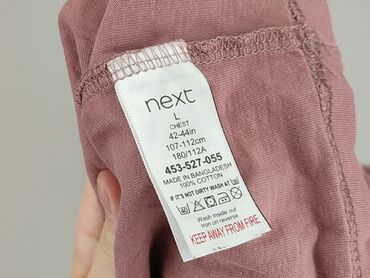 next
L
CHEST
42-44in
107-112cm
180/112A
453-527-055
MADE IN BANGLADESH
100% COTTON
IF IT'S NOT DIRTY WASH AT
Wash inside out
Iron on reverse
KEEP AWAY FROM FIRE